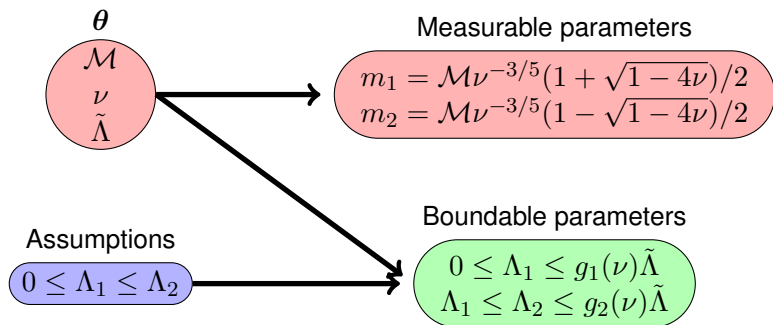 θ
ℳ
ν
Λ̃
Measurable parameters
m₁ = ℳν^{−3/5}(1 + √(1 − 4ν))/2
m₂ = ℳν^{−3/5}(1 − √(1 − 4ν))/2
Assumptions
0 ≤ Λ₁ ≤ Λ₂
Boundable parameters
0 ≤ Λ₁ ≤ g₁(ν)Λ̃
Λ₁ ≤ Λ₂ ≤ g₂(ν)Λ̃